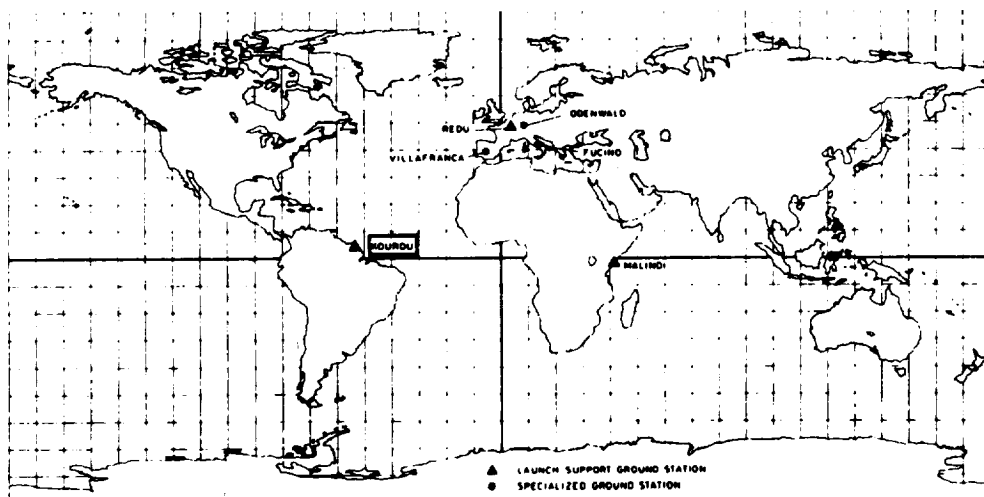 ODENWALD
REDU
VILLAFRANCA
FUCINO
KOUROU
MALINDI
LAUNCH SUPPORT GROUND STATION
SPECIALIZED GROUND STATION